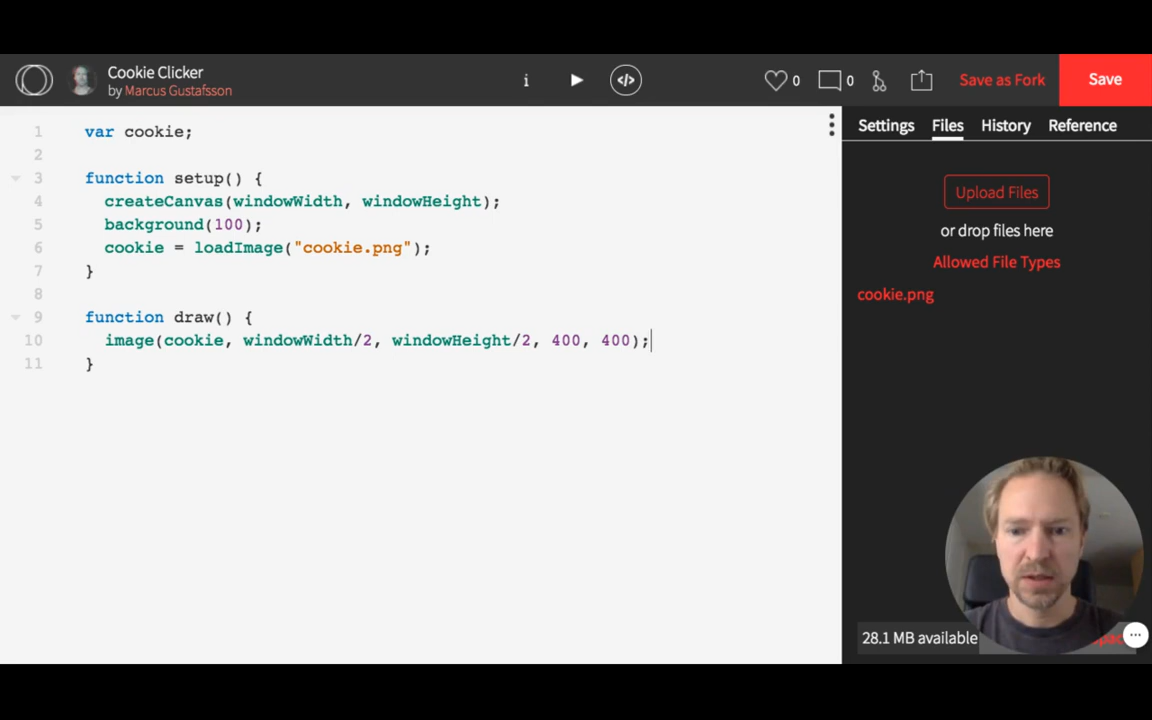 Cookie Clicker
by Marcus Gustafsson
i
</>
0
0
Save as Fork
Save
1 var cookie;
2
3 function setup() {
4 createCanvas(windowWidth, windowHeight);
5 background(100);
6 cookie = loadImage("cookie.png");
7 }
8
9 function draw() {
10 image(cookie, windowWidth/2, windowHeight/2, 400, 400);
11 }
Settings Files History Reference
Upload Files
or drop files here
Allowed File Types
cookie.png
28.1 MB available